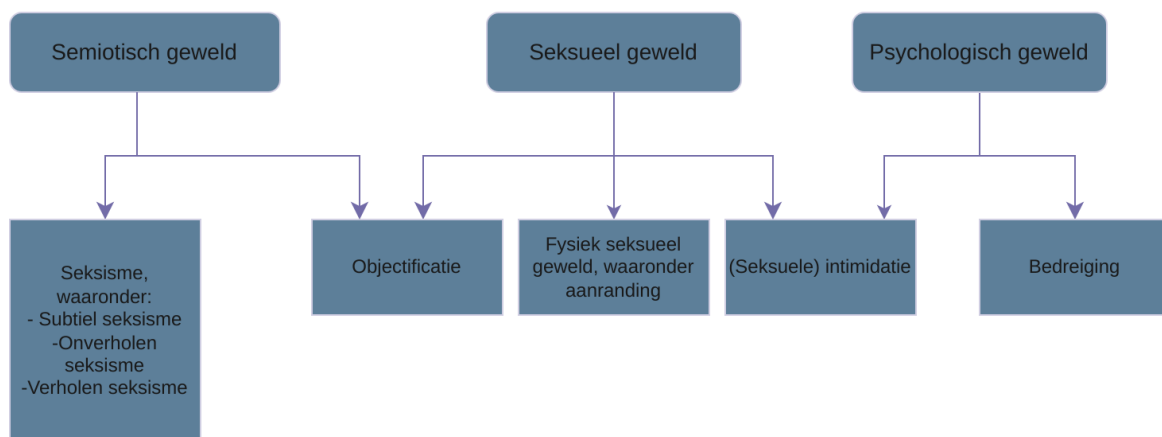 Semiotisch geweld
Seksueel geweld
Psychologisch geweld
Seksisme,
waaronder:
- Subtiel seksisme
-Onverholen
seksisme
-Verholen seksisme
Objectificatie
Fysiek seksueel
geweld, waaronder
aanranding
(Seksuele) intimidatie
Bedreiging